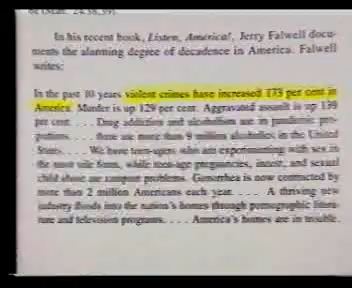 In his recent book, Listen, America!, Jerry Falwell docu-
ments the alarming degree of decadence in America. Falwell
writes:
In the past 10 years violent crimes have increased 173 per cent in
America. Murder is up 129 per cent. Aggravated assault is up 139
per cent. . . . Drug addiction and alcoholism are in pandemic pro-
portions. . . . there are more than 9 million alcoholics in the United
States. . . . We have teen-agers who are experimenting with sex in
the most vile form, while teen-age pregnancies, incest, and sexual
child abuse are rampant problems. Gonorrhea is now contracted by
more than 2 million Americans each year. . . . A thriving new
industry floods into the nation's homes through pornographic litera-
ture and television programs. . . . America's homes are in trouble.